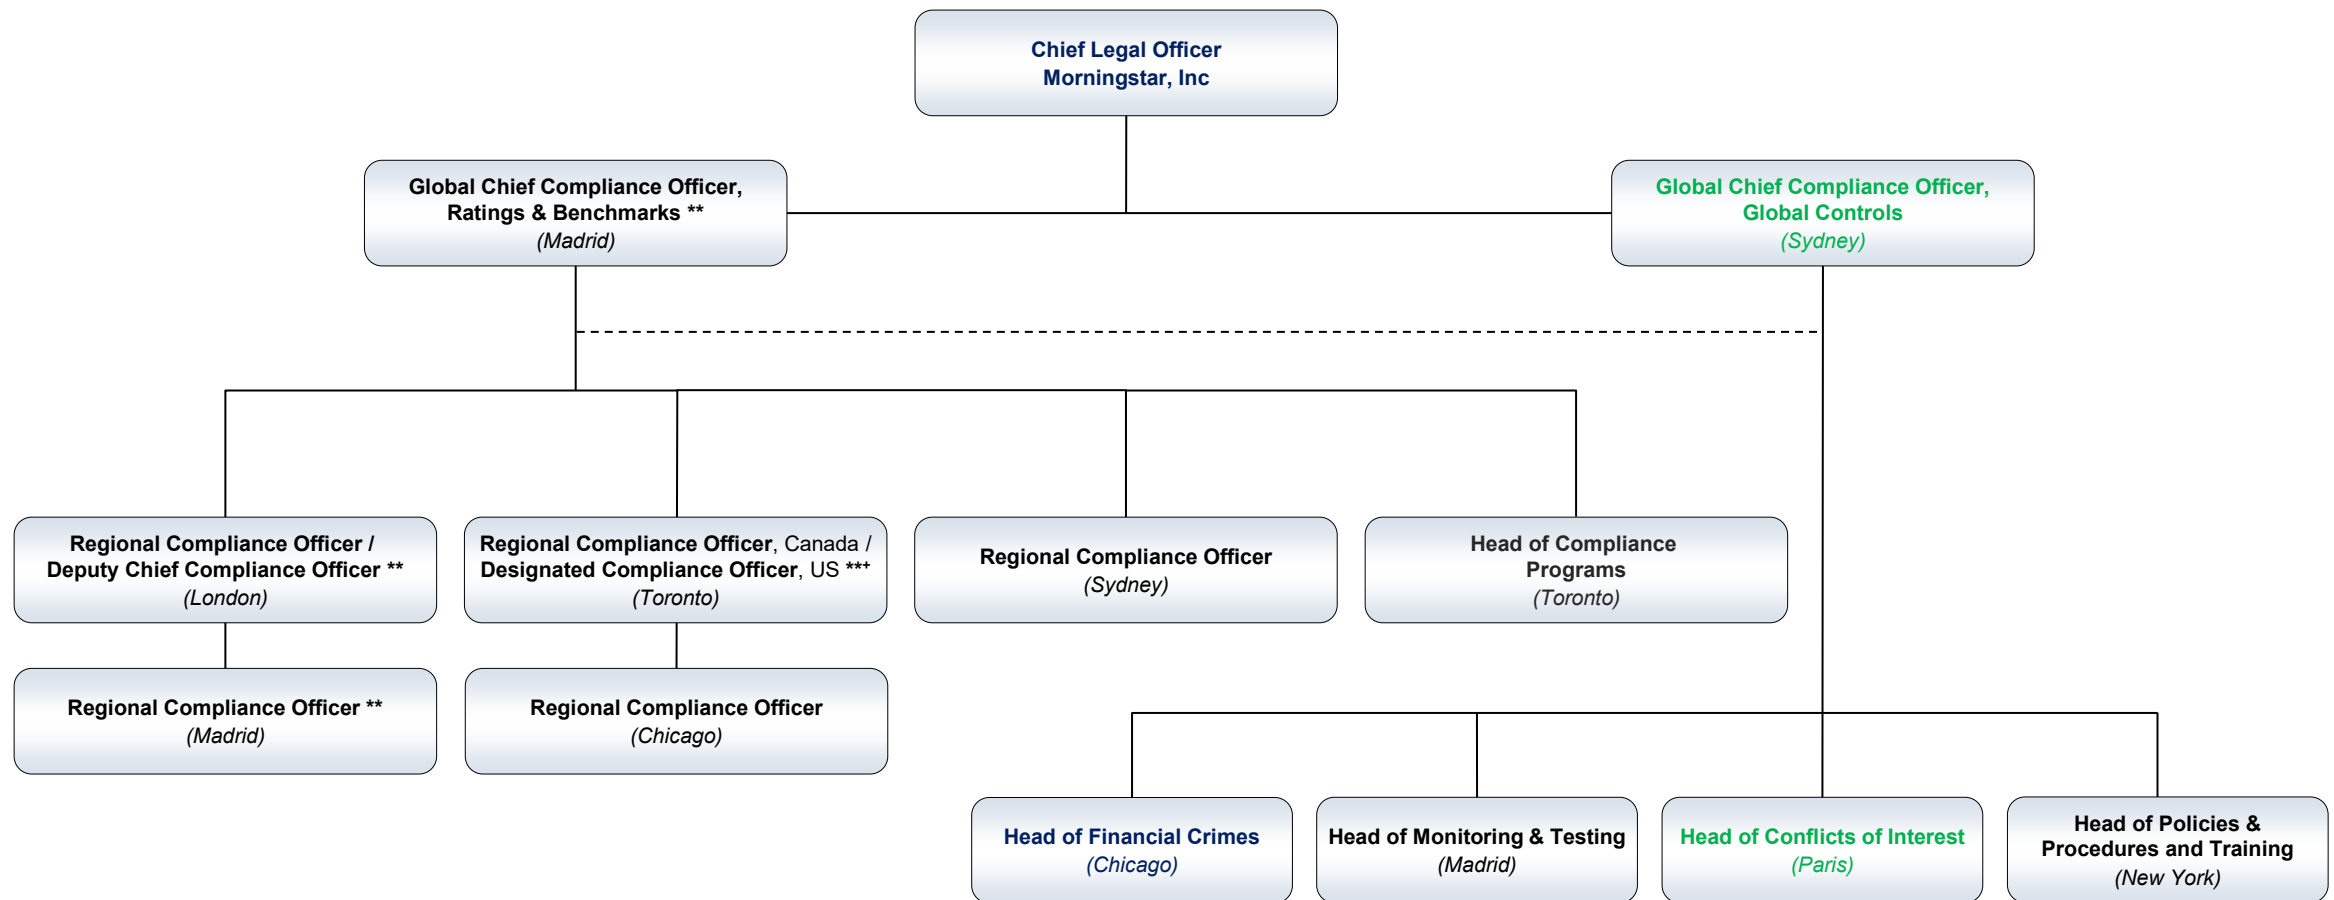 Chief Legal Officer
Morningstar, Inc
Global Chief Compliance Officer,
Ratings & Benchmarks **
(Madrid)
Global Chief Compliance Officer,
Global Controls
(Sydney)
Regional Compliance Officer /
Deputy Chief Compliance Officer **
(London)
Regional Compliance Officer, Canada /
Designated Compliance Officer, US **⁺
(Toronto)
Regional Compliance Officer
(Sydney)
Head of Compliance
Programs
(Toronto)
Regional Compliance Officer **
(Madrid)
Regional Compliance Officer
(Chicago)
Head of Financial Crimes
(Chicago)
Head of Monitoring & Testing
(Madrid)
Head of Conflicts of Interest
(Paris)
Head of Policies &
Procedures and Training
(New York)